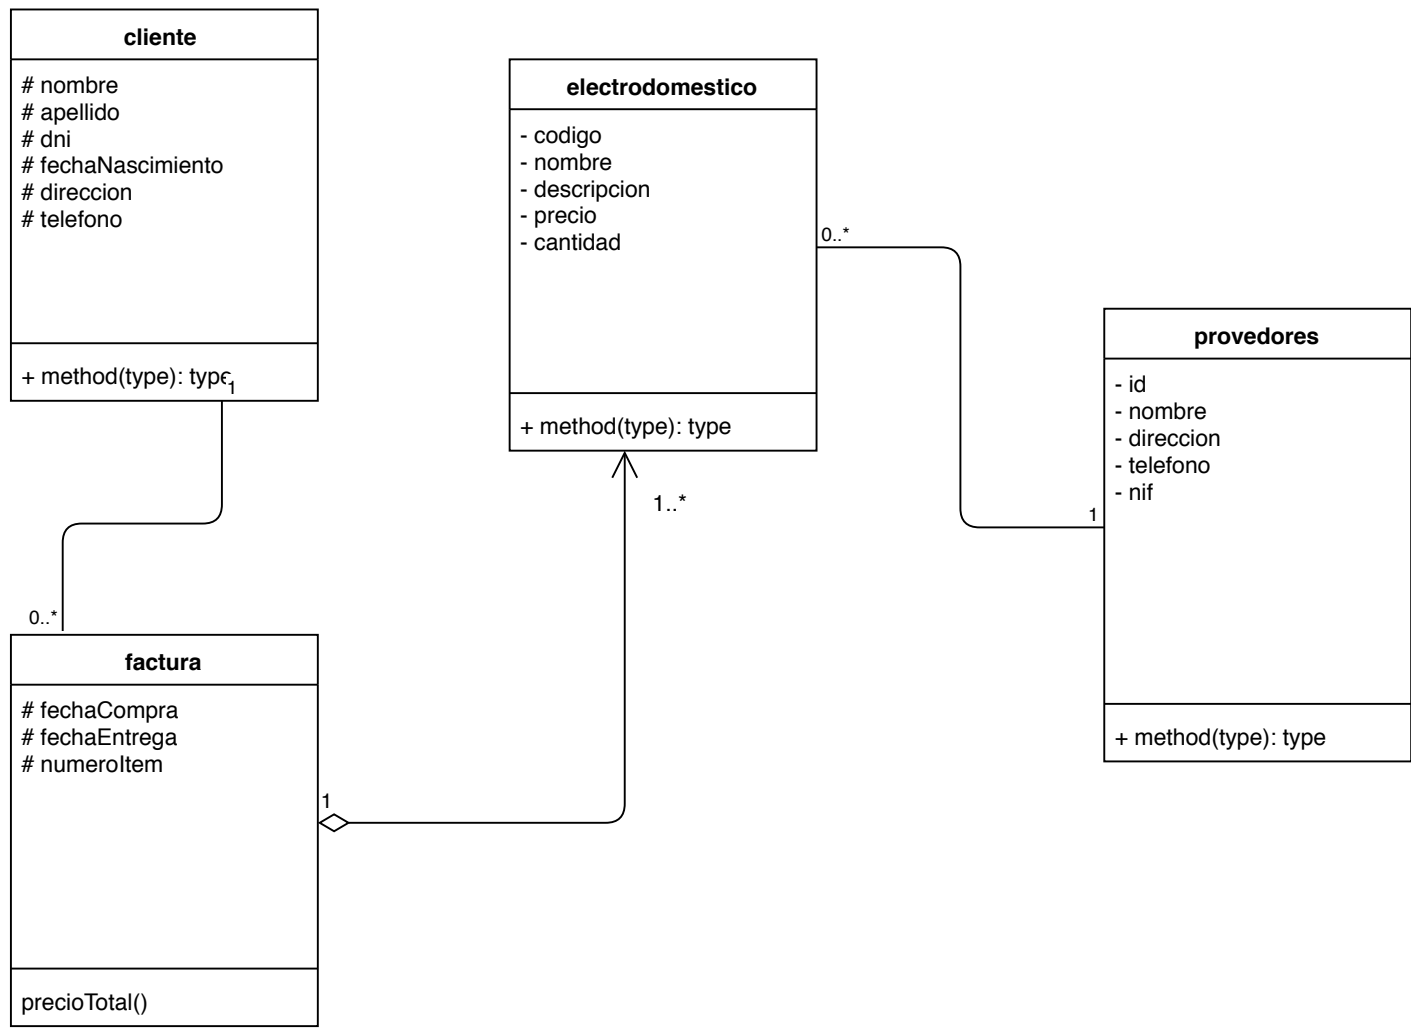 cliente
# nombre
# apellido
# dni
# fechaNascimiento
# direccion
# telefono
+ method(type): type
1
0..*
factura
# fechaCompra
# fechaEntrega
# numeroItem
precioTotal()
1
electrodomestico
- codigo
- nombre
- descripcion
- precio
- cantidad
+ method(type): type
1..*
0..*
1
provedores
- id
- nombre
- direccion
- telefono
- nif
+ method(type): type